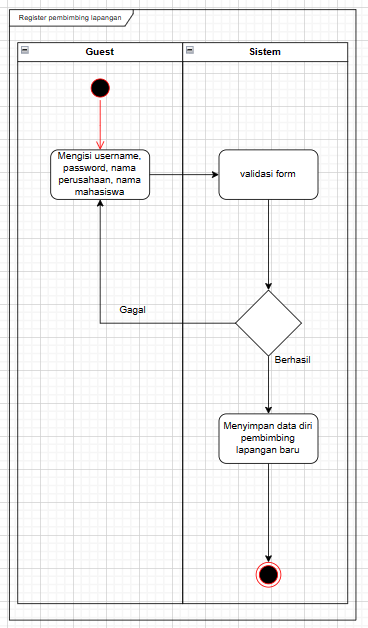 Register pembimbing lapangan
Guest
Sistem
Mengisi username,
password, nama
perusahaan, nama
mahasiswa
validasi form
Gagal
Berhasil
Menyimpan data diri
pembimbing
lapangan baru